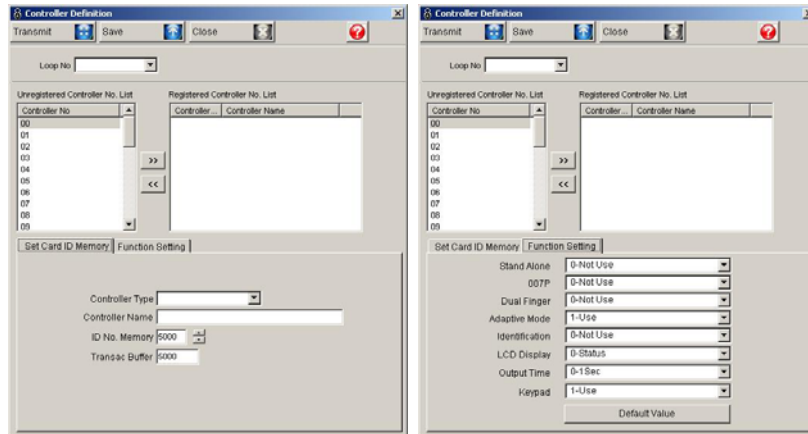 Controller Definition
Transmit Save Close
Loop No
Unregistered Controller No. List Registered Controller No. List
Controller No Controller... Controller Name
00
01
02
03
04
05
06
07
08
09
>>
<<
Set Card ID Memory Function Setting
Controller Type
Controller Name
ID No. Memory 5000
Transac Buffer 5000
Controller Definition
Transmit Save Close
Loop No
Unregistered Controller No. List Registered Controller No. List
Controller No Controller... Controller Name
00
01
02
03
04
05
06
07
08
09
>>
<<
Set Card ID Memory Function Setting
Stand Alone 0-Not Use
007P 0-Not Use
Dual Finger 0-Not Use
Adaptive Mode 1-Use
Identification 0-Not Use
LCD Display 0-Status
Output Time 0-1Sec
Keypad 1-Use
Default Value